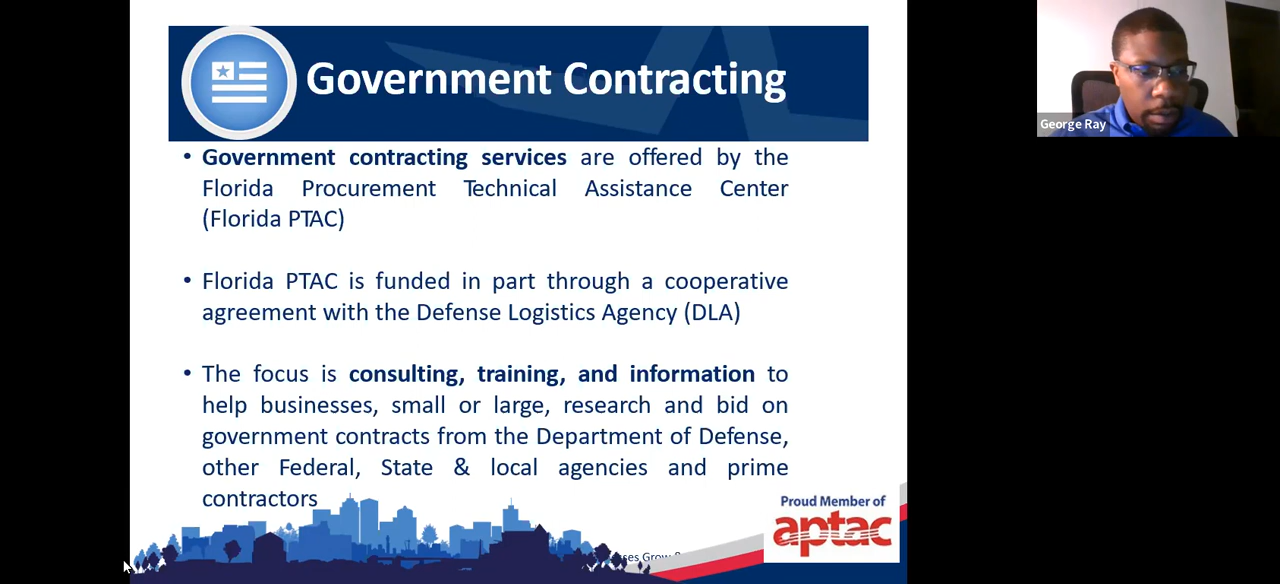 Government Contracting
George Ray
• Government contracting services are offered by the
Florida Procurement Technical Assistance Center
(Florida PTAC)
• Florida PTAC is funded in part through a cooperative
agreement with the Defense Logistics Agency (DLA)
• The focus is consulting, training, and information to
help businesses, small or large, research and bid on
government contracts from the Department of Defense,
other Federal, State & local agencies and prime
contractors
Proud Member of
aptac
Grow